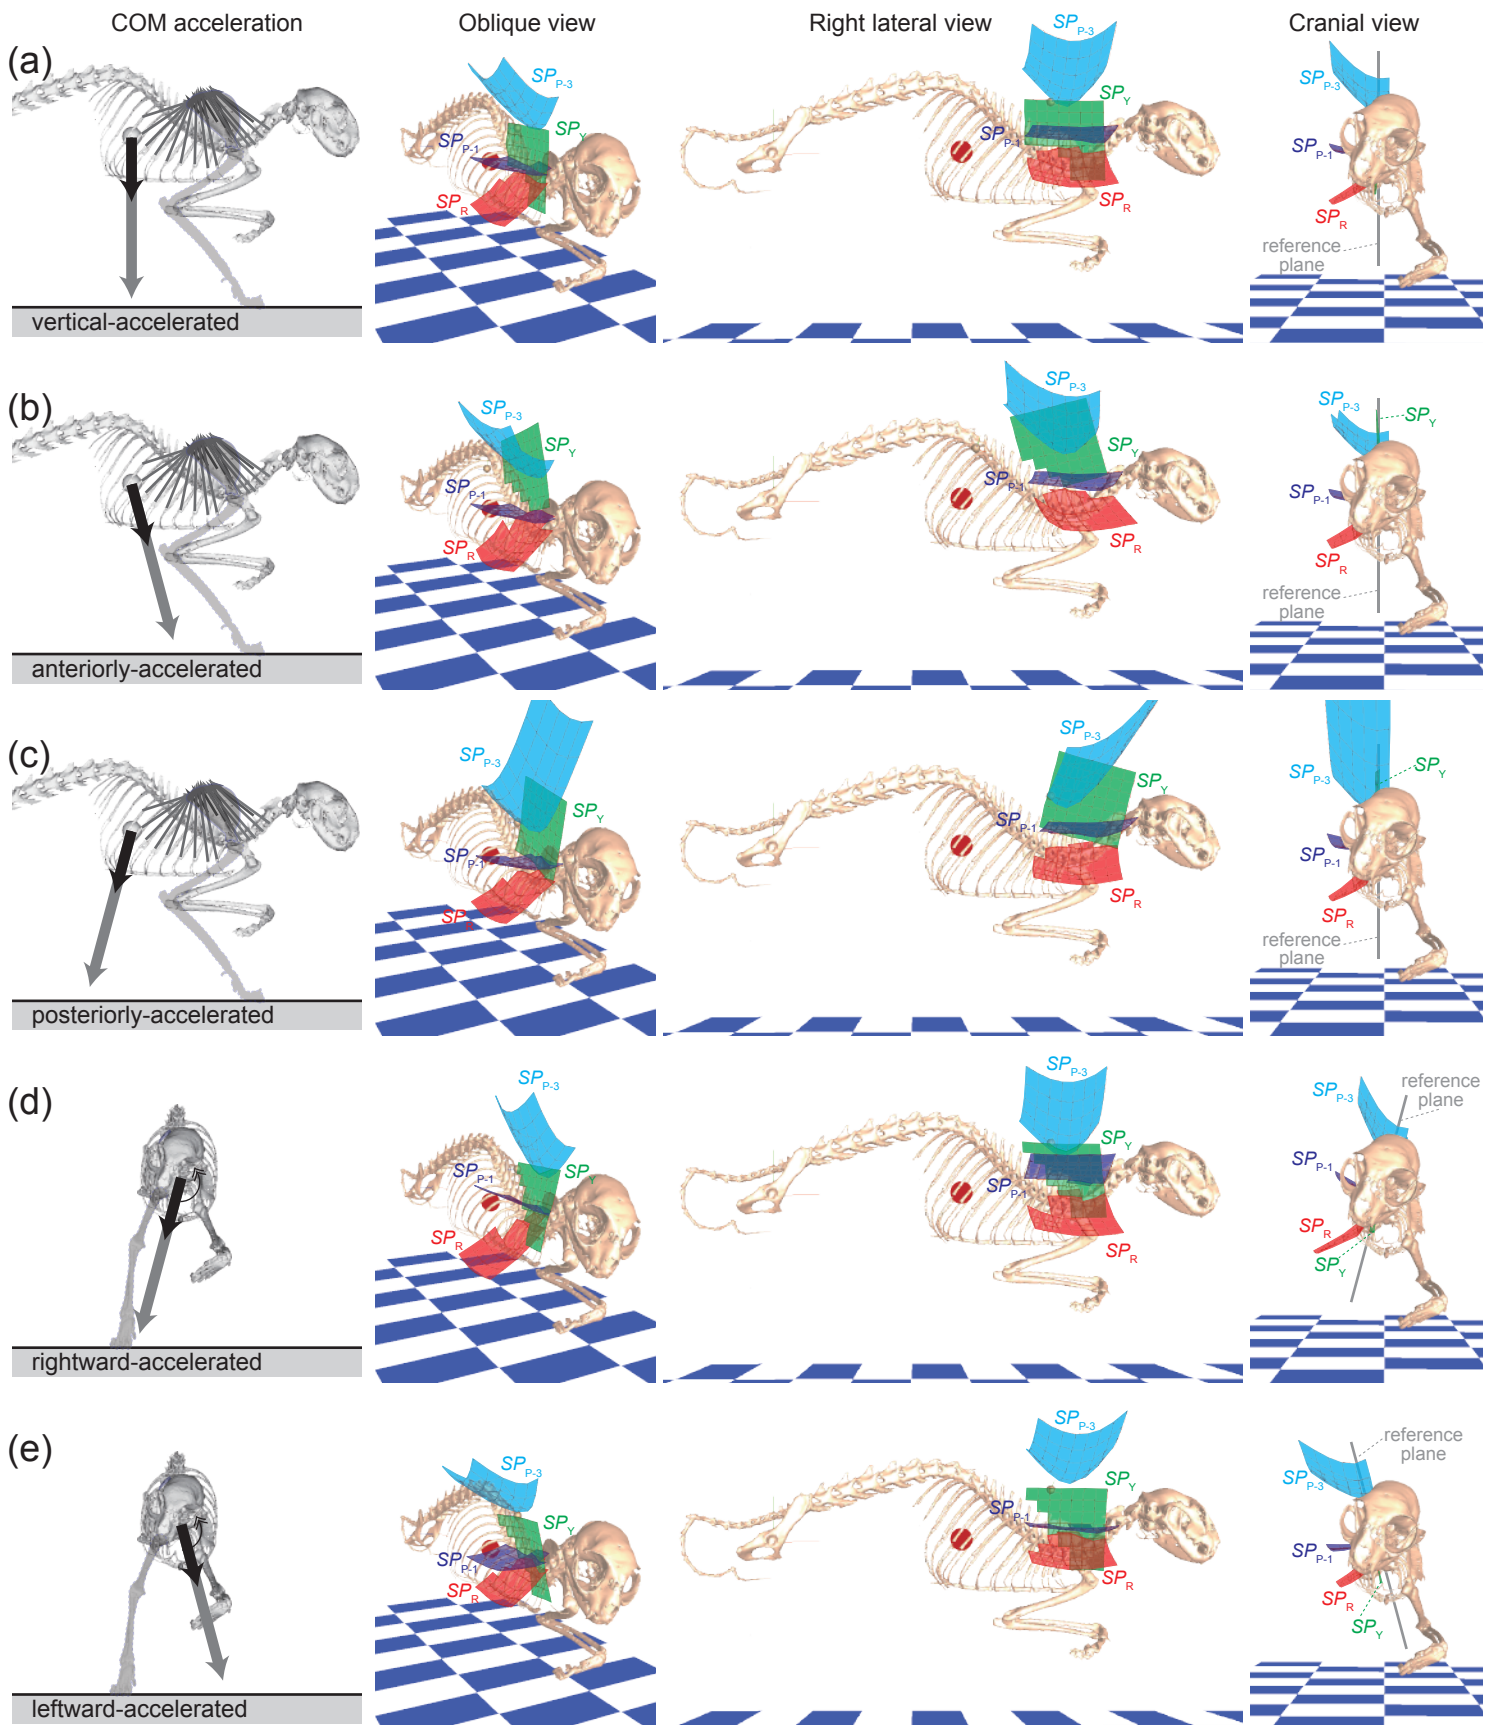 COM acceleration
Oblique view
Right lateral view
Cranial view
(a)
SP P-3
SP Y
SP P-1
SP R
SP P-3
SP Y
SP P-1
SP R
SP P-3
SP P-1
SP R
reference
plane
vertical-accelerated
(b)
SP P-3
SP Y
SP P-1
SP R
SP P-3
SP Y
SP P-1
SP R
SP P-3
SP Y
SP P-1
SP R
reference
plane
anteriorly-accelerated
(c)
SP P-3
SP Y
SP P-1
SP P-3
SP Y
SP P-1
SP R
SP Y
SP P-3
SP P-1
SP R
reference
plane
posteriorly-accelerated
(d)
SP P-3
SP Y
SP P-1
SP R
SP P-3
SP Y
SP P-1
SP R
reference
plane
SP P-3
SP P-1
SP R
SP Y
rightward-accelerated
(e)
SP P-3
SP Y
SP P-1
SP R
SP P-3
SP Y
SP P-1
SP R
reference
plane
SP P-3
SP P-1
SP R
SP Y
leftward-accelerated